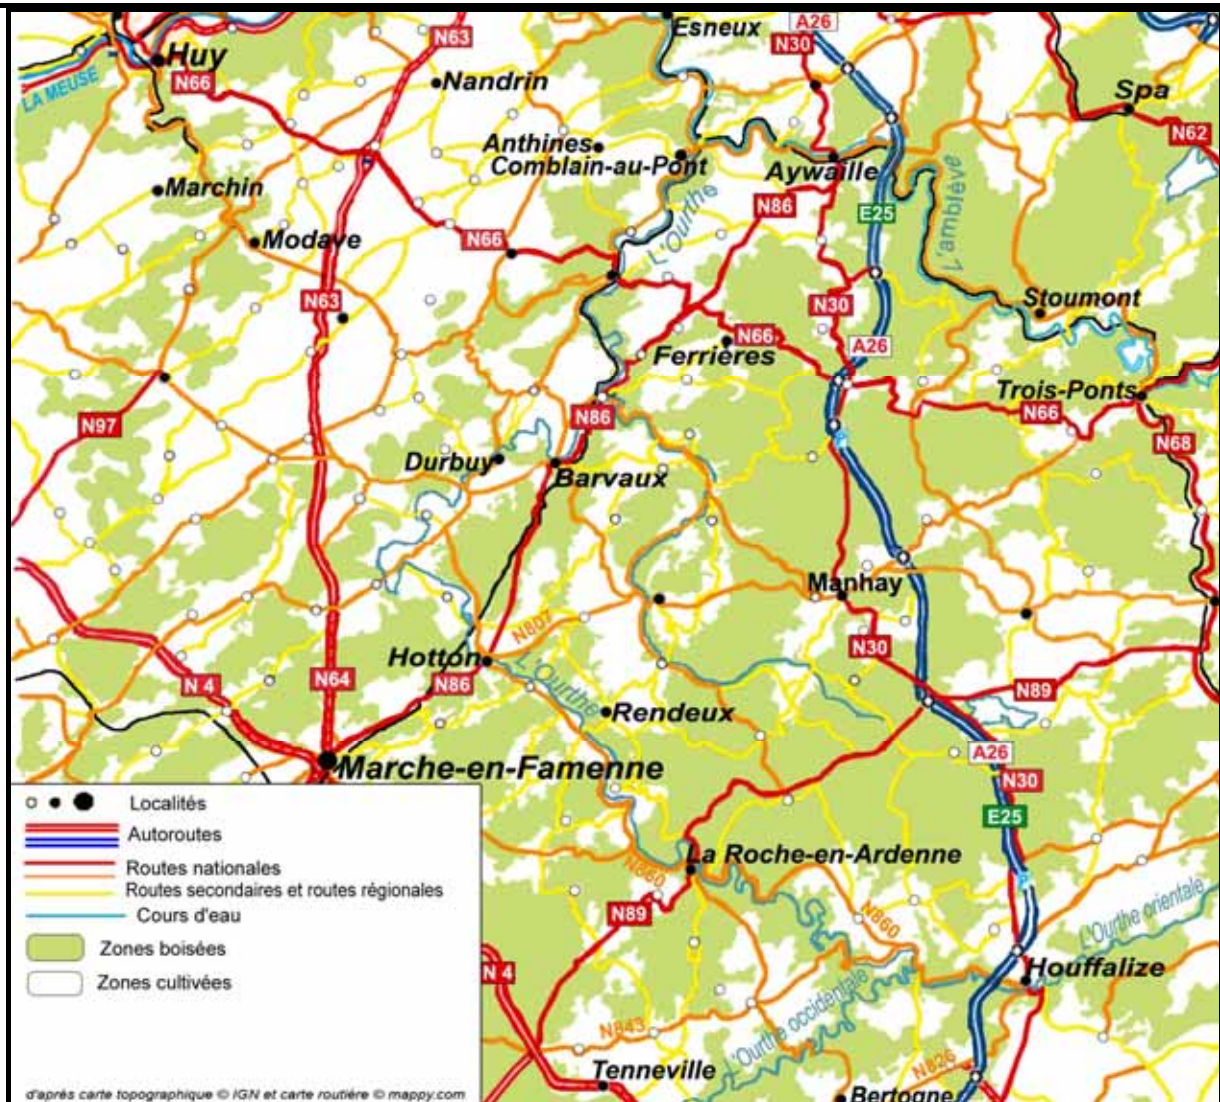 Esneux
A26
N30
N63
Huy
N66
LA MEUSE
Nandrin
Spa
N62
Anthines
Comblain-au-Pont
Aywaille
L'amblève
Marchin
N86
E25
Modave
N66
L'Ourthe
N63
N30
Stoumont
N66
A26
Ferrières
Trois-Ponts
N66
N97
N86
N68
Durbuy
Barvaux
Manhay
N807
Hotton
N30
L'Ourthe
N 4
N64
N86
N89
Rendeux
A26
Marche-en-Famenne
N30
E25
Localités
Autoroutes
Routes nationales
Routes secondaires et routes régionales
Cours d'eau
Zones boisées
Zones cultivées
La Roche-en-Ardenne
N860
N89
N860
L'Ourthe orientale
N 4
Houffalize
L'Ourthe occidentale
N843
N826
Tenneville
Bertogne
d'après carte topographique © IGN et carte routière © mappy.com